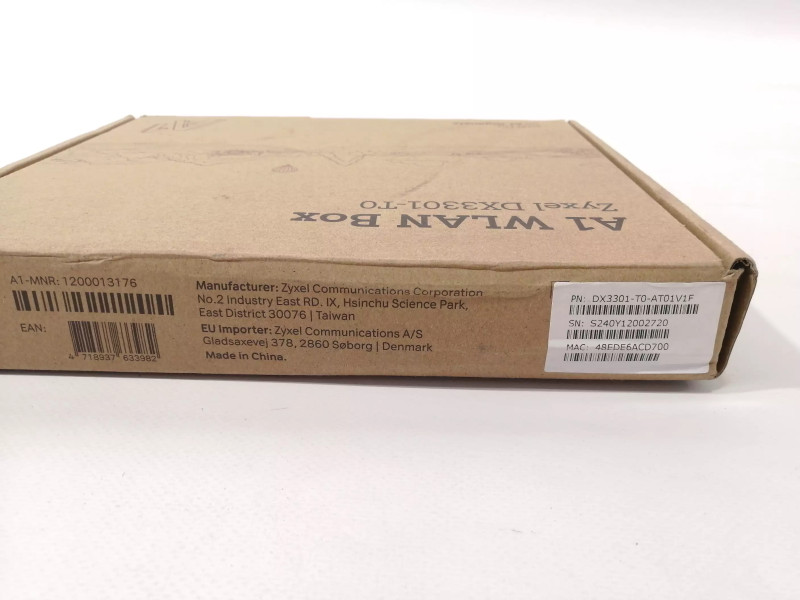 A1 WLAN Box
Zyxel DX3301-T0
A1-MNR: 1200013176
EAN:
4 718937 633982
Manufacturer: Zyxel Communications Corporation
No.2 Industry East RD. IX, Hsinchu Science Park,
East District 30076 | Taiwan
EU Importer: Zyxel Communications A/S
Gladsaxevej 378, 2860 Søborg | Denmark
Made in China.
PN: DX3301-T0-AT01V1F
SN: S240Y12002720
MAC: 48EDE6ACD700